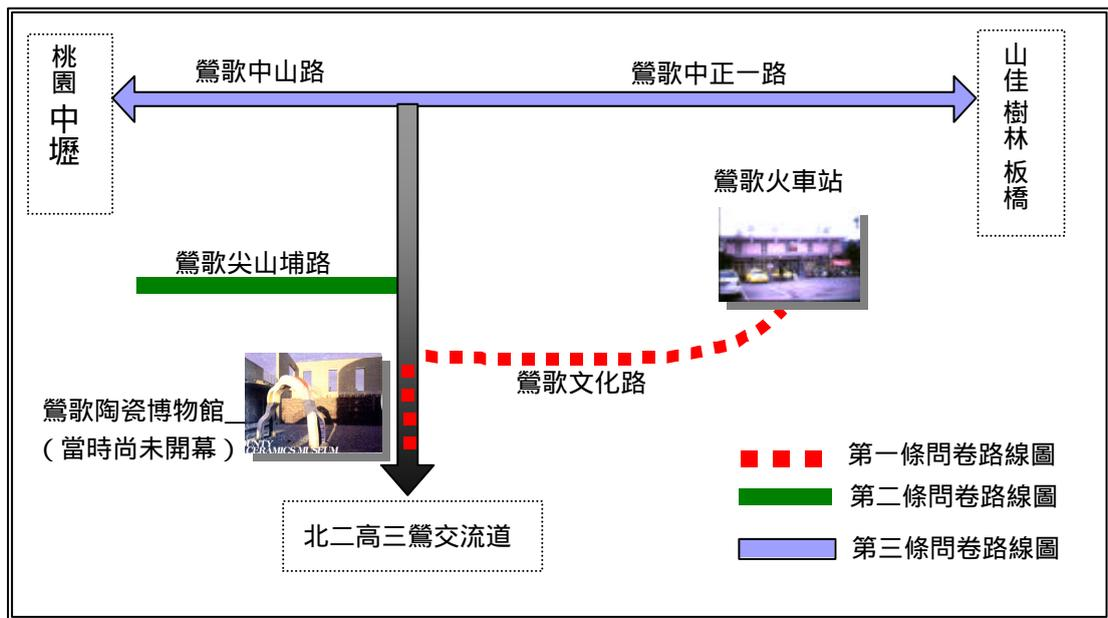 桃園 中壢
鶯歌中山路
鶯歌中正一路
山佳 樹林 板橋
鶯歌火車站
鶯歌尖山埔路
鶯歌文化路
鶯歌陶瓷博物館
（當時尚未開幕）
CERAMICS MUSEUM
北二高三鶯交流道
第一條問卷路線圖
第二條問卷路線圖
第三條問卷路線圖